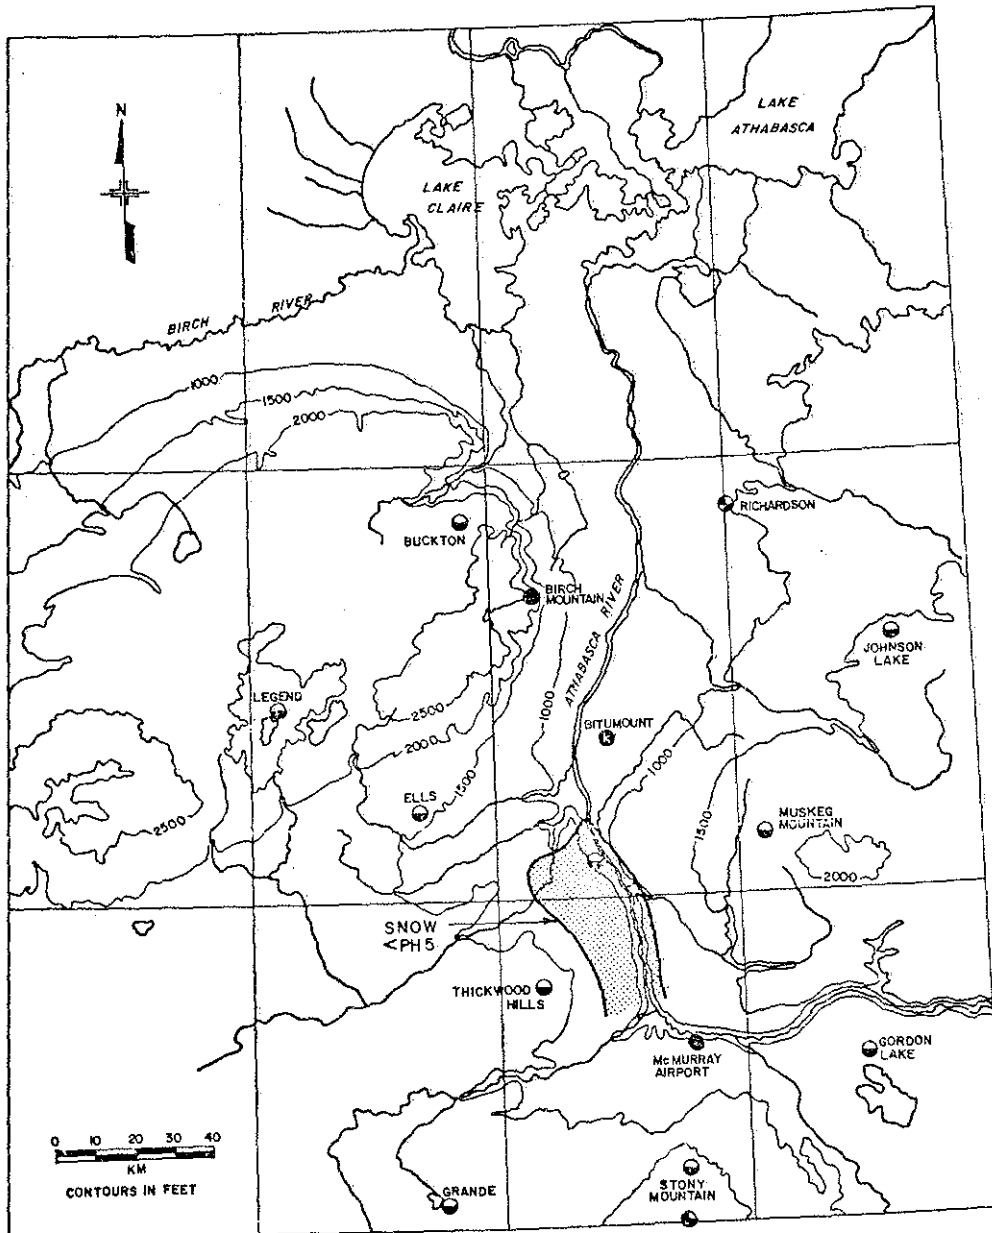 N
LAKE
ATHABASCA
LAKE
CLAIRE
BIRCH RIVER
1000
1500
2000
RICHARDSON
BUCKTON
BIRCH
MOUNTAIN
ATHABASCA RIVER
JOHNSON
LAKE
LEGEND
2500
1000
BITUMOUNT
k
2000
1000
1500
ELLS
2500
1500
MUSKEG
MOUNTAIN
2000
SNOW
<PH 5
THICKWOOD
HILLS
McMURRAY
AIRPORT
GORDON
LAKE
0 10 20 30 40
KM
CONTOURS IN FEET
GRANDE
STONY
MOUNTAIN